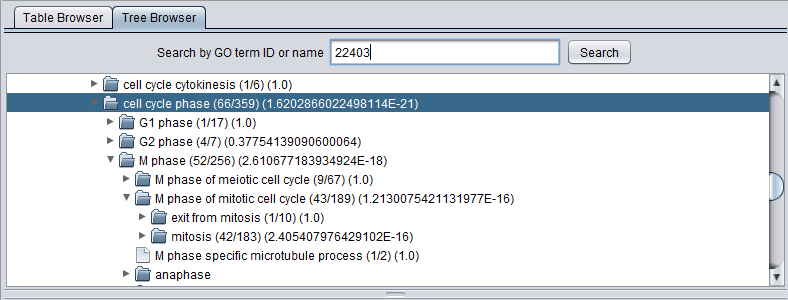 Table Browser Tree Browser
Search by GO term ID or name 22403 Search
cell cycle cytokinesis (1/6) (1.0)
cell cycle phase (66/359) (1.6202866022498114E-21)
G1 phase (1/17) (1.0)
G2 phase (4/7) (0.37754139090600064)
M phase (52/256) (2.610677183934924E-18)
M phase of meiotic cell cycle (9/67) (1.0)
M phase of mitotic cell cycle (43/189) (1.2130075421131977E-16)
exit from mitosis (1/10) (1.0)
mitosis (42/183) (2.405407976429102E-16)
M phase specific microtubule process (1/2) (1.0)
anaphase